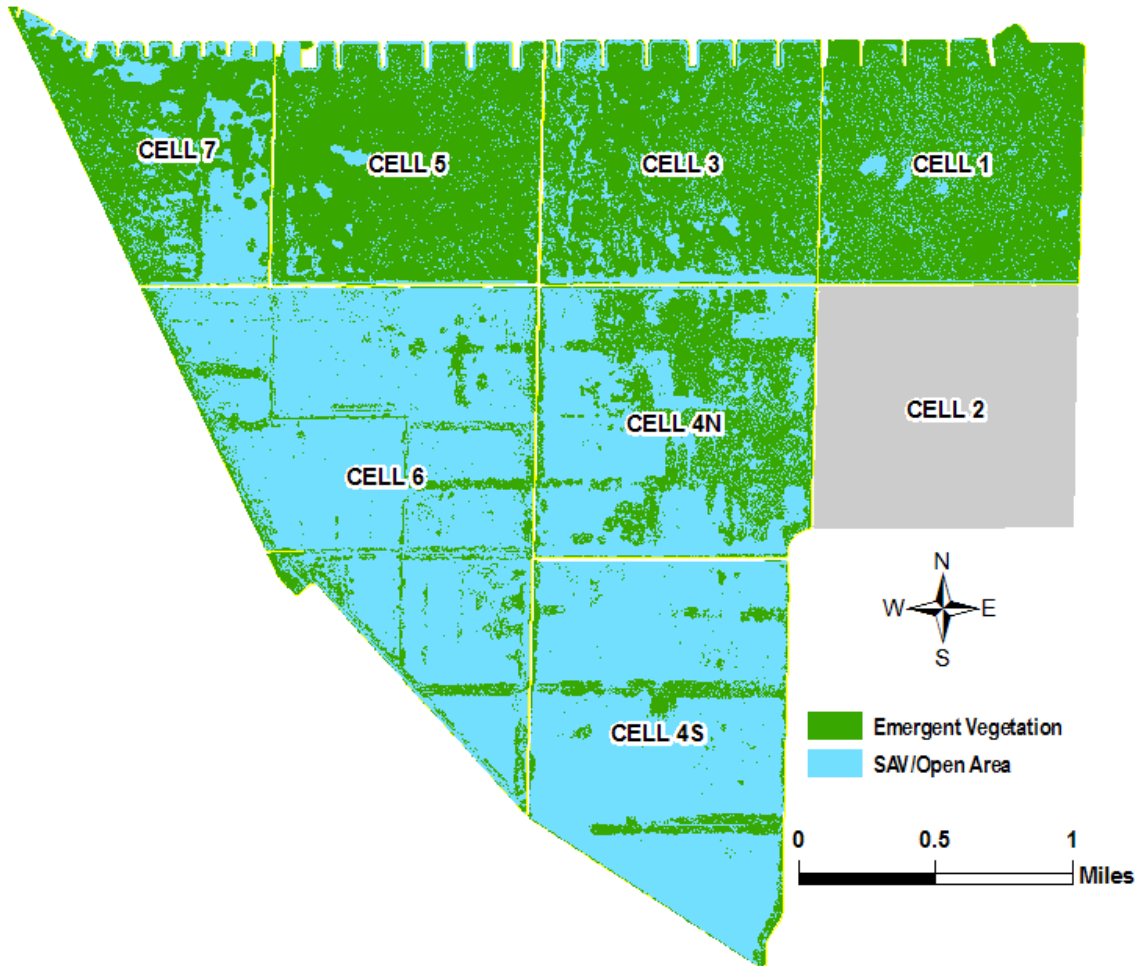 CELL 7
CELL 5
CELL 3
CELL 1
CELL 2
CELL 4N
CELL 6
N
W E
S
CELL 4S
Emergent Vegetation
SAV/Open Area
0 0.5 1
Miles